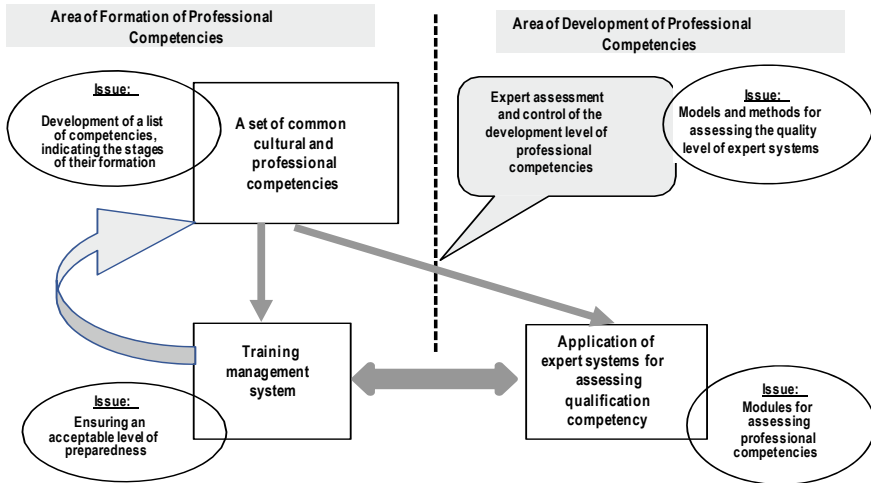 Area of Formation of Professional
Competencies
Area of Development of Professional
Competencies
Issue:
Development of a list
of competencies,
indicating the stages
of their formation
A set of common
cultural and
professional
competencies
Expert assessment
and control of the
development level of
professional
competencies
Issue:
Models and methods for
assessing the quality
level of expert systems
Training
management
system
Application of
expert systems for
assessing
qualification
competency
Issue:
Ensuring an
acceptable level of
preparedness
Issue:
Modules for
assessing
professional
competencies